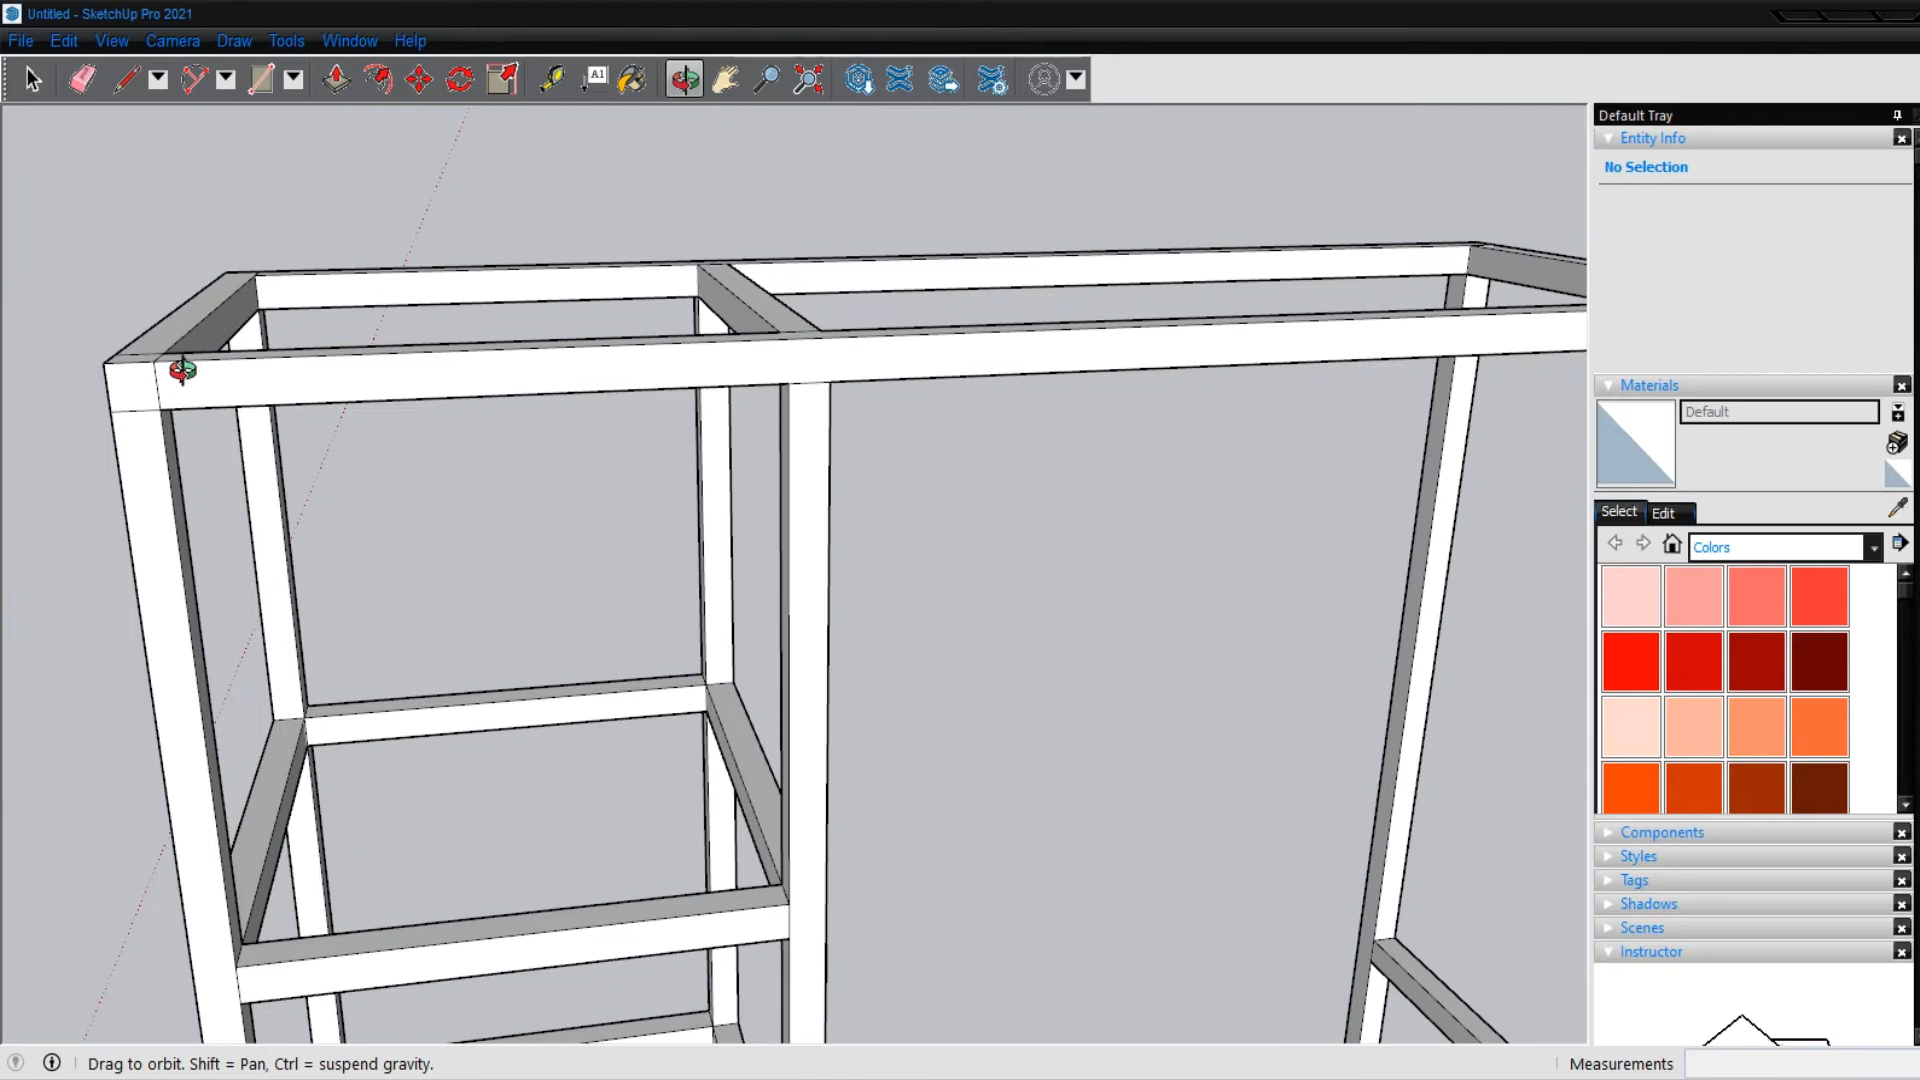 Untitled - SketchUp Pro 2021
File Edit View Camera Draw Tools Window Help
A1
Default Tray
Entity Info
No Selection
Materials
Default
Select Edit
Colors
Components
Styles
Tags
Shadows
Scenes
Instructor
Drag to orbit. Shift = Pan, Ctrl = suspend gravity.
Measurements